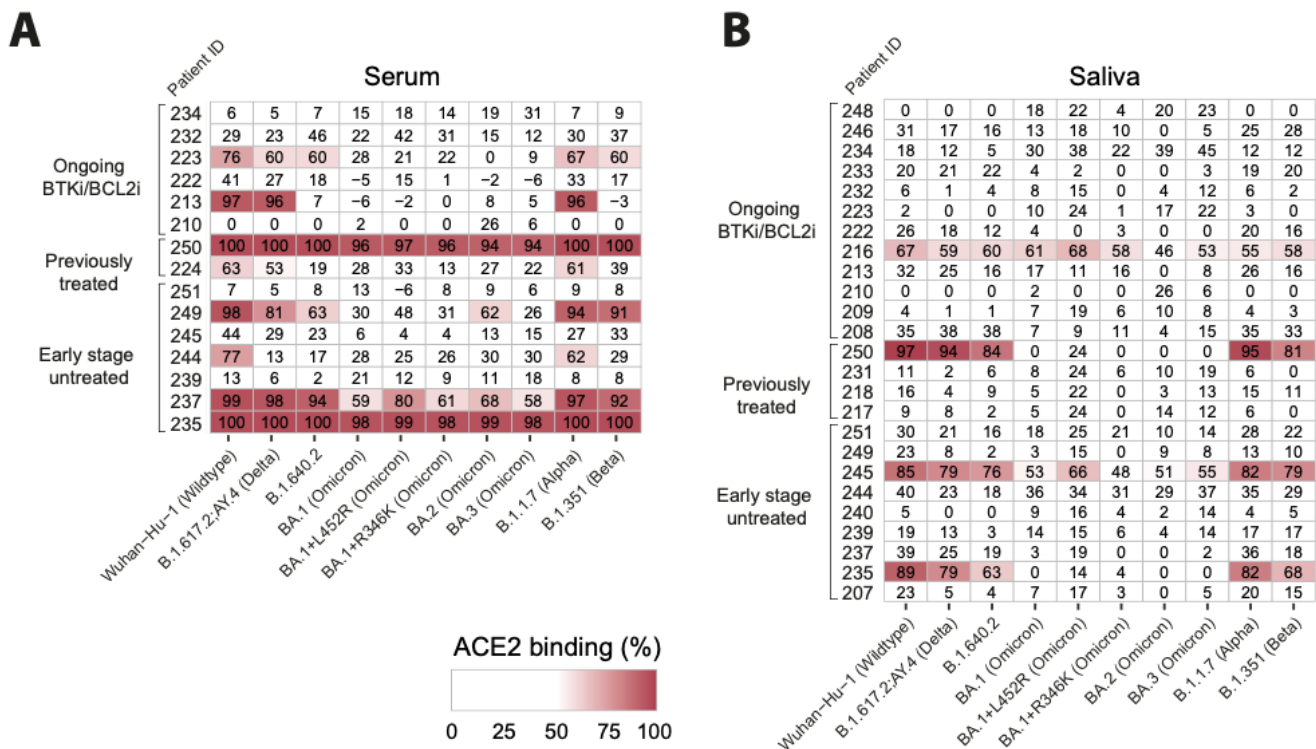 A
Patient ID
Serum
Ongoing
BTKi/BCL2i
Previously
treated
Early stage
untreated
234 6 5 7 15 18 14 19 31 7 9
232 29 23 46 22 42 31 15 12 30 37
223 76 60 60 28 21 22 0 9 67 60
222 41 27 18 −5 15 1 −2 −6 33 17
213 97 96 7 −6 −2 0 8 5 96 −3
210 0 0 0 2 0 0 26 6 0 0
250 100 100 100 96 97 96 94 94 100 100
224 63 53 19 28 33 13 27 22 61 39
251 7 5 8 13 −6 8 9 6 9 8
249 98 81 63 30 48 31 62 26 94 91
245 44 29 23 6 4 4 13 15 27 33
244 77 13 17 28 25 26 30 30 62 29
239 13 6 2 21 12 9 11 18 8 8
237 99 98 94 59 80 61 68 58 97 92
235 100 100 100 98 99 98 99 98 100 100
Wuhan−Hu−1 (Wildtype)
B.1.617.2;AY.4 (Delta)
B.1.640.2
BA.1 (Omicron)
BA.1+L452R (Omicron)
BA.1+R346K (Omicron)
BA.2 (Omicron)
BA.3 (Omicron)
B.1.1.7 (Alpha)
B.1.351 (Beta)
ACE2 binding (%)
0 25 50 75 100
B
Patient ID
Saliva
Ongoing
BTKi/BCL2i
Previously
treated
Early stage
untreated
248 0 0 0 18 22 4 20 23 0 0
246 31 17 16 13 18 10 0 5 25 28
234 18 12 5 30 38 22 39 45 12 12
233 20 21 22 4 2 0 0 3 19 20
232 6 1 4 8 15 0 4 12 6 2
223 2 0 0 10 24 1 17 22 3 0
222 26 18 12 4 0 3 0 0 20 16
216 67 59 60 61 68 58 46 53 55 58
213 32 25 16 17 11 16 0 8 26 16
210 0 0 0 2 0 0 26 6 0 0
209 4 1 1 7 19 6 10 8 4 3
208 35 38 38 7 9 11 4 15 35 33
250 97 94 84 0 24 0 0 0 95 81
231 11 2 6 8 24 6 10 19 6 0
218 16 4 9 5 22 0 3 13 15 11
217 9 8 2 5 24 0 14 12 6 0
251 30 21 16 18 25 21 10 14 28 22
249 23 8 2 3 15 0 9 8 13 10
245 85 79 76 53 66 48 51 55 82 79
244 40 23 18 36 34 31 29 37 35 29
240 5 0 0 9 16 4 2 14 4 5
239 19 13 3 14 15 6 4 14 17 17
237 39 25 19 3 19 0 0 2 36 18
235 89 79 63 0 14 4 0 0 82 68
207 23 5 4 7 17 3 0 5 20 15
Wuhan−Hu−1 (Wildtype)
B.1.617.2;AY.4 (Delta)
B.1.640.2
BA.1 (Omicron)
BA.1+L452R (Omicron)
BA.1+R346K (Omicron)
BA.2 (Omicron)
BA.3 (Omicron)
B.1.1.7 (Alpha)
B.1.351 (Beta)